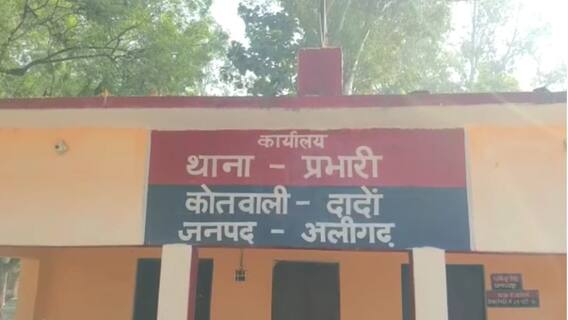 कार्यालय
थाना - प्रभारी
कोतवाली - दादों
जनपद - अलीगढ़